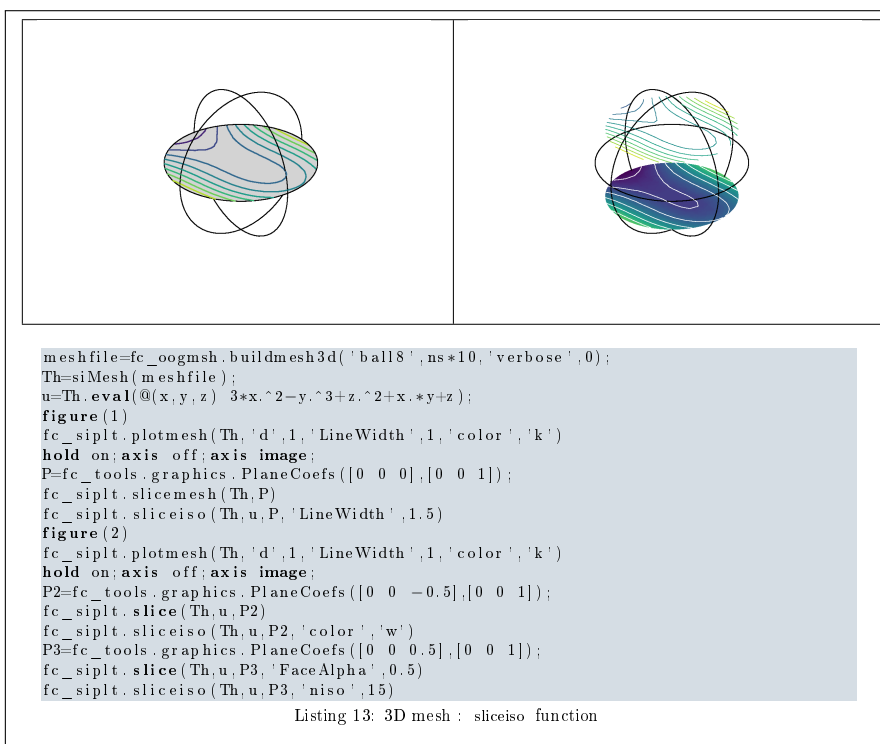 meshfile=fc_oogmsh.buildmesh3d('ball8',ns*10,'verbose',0);
Th=siMesh(meshfile);
u=Th.eval(@(x,y,z) 3*x.^2-y.^3+z.^2+x.*y+z);
figure(1)
fc_siplt.plotmesh(Th,'d',1,'LineWidth',1,'color','k')
hold on;axis off;axis image;
P=fc_tools.graphics.PlaneCoefs([0 0 0],[0 0 1]);
fc_siplt.slicemesh(Th,P)
fc_siplt.sliceiso(Th,u,P,'LineWidth',1.5)
figure(2)
fc_siplt.plotmesh(Th,'d',1,'LineWidth',1,'color','k')
hold on;axis off;axis image;
P2=fc_tools.graphics.PlaneCoefs([0 0 -0.5],[0 0 1]);
fc_siplt.slice(Th,u,P2)
fc_siplt.sliceiso(Th,u,P2,'color','w')
P3=fc_tools.graphics.PlaneCoefs([0 0 0.5],[0 0 1]);
fc_siplt.slice(Th,u,P3,'FaceAlpha',0.5)
fc_siplt.sliceiso(Th,u,P3,'niso',15)
Listing 13: 3D mesh : sliceiso function